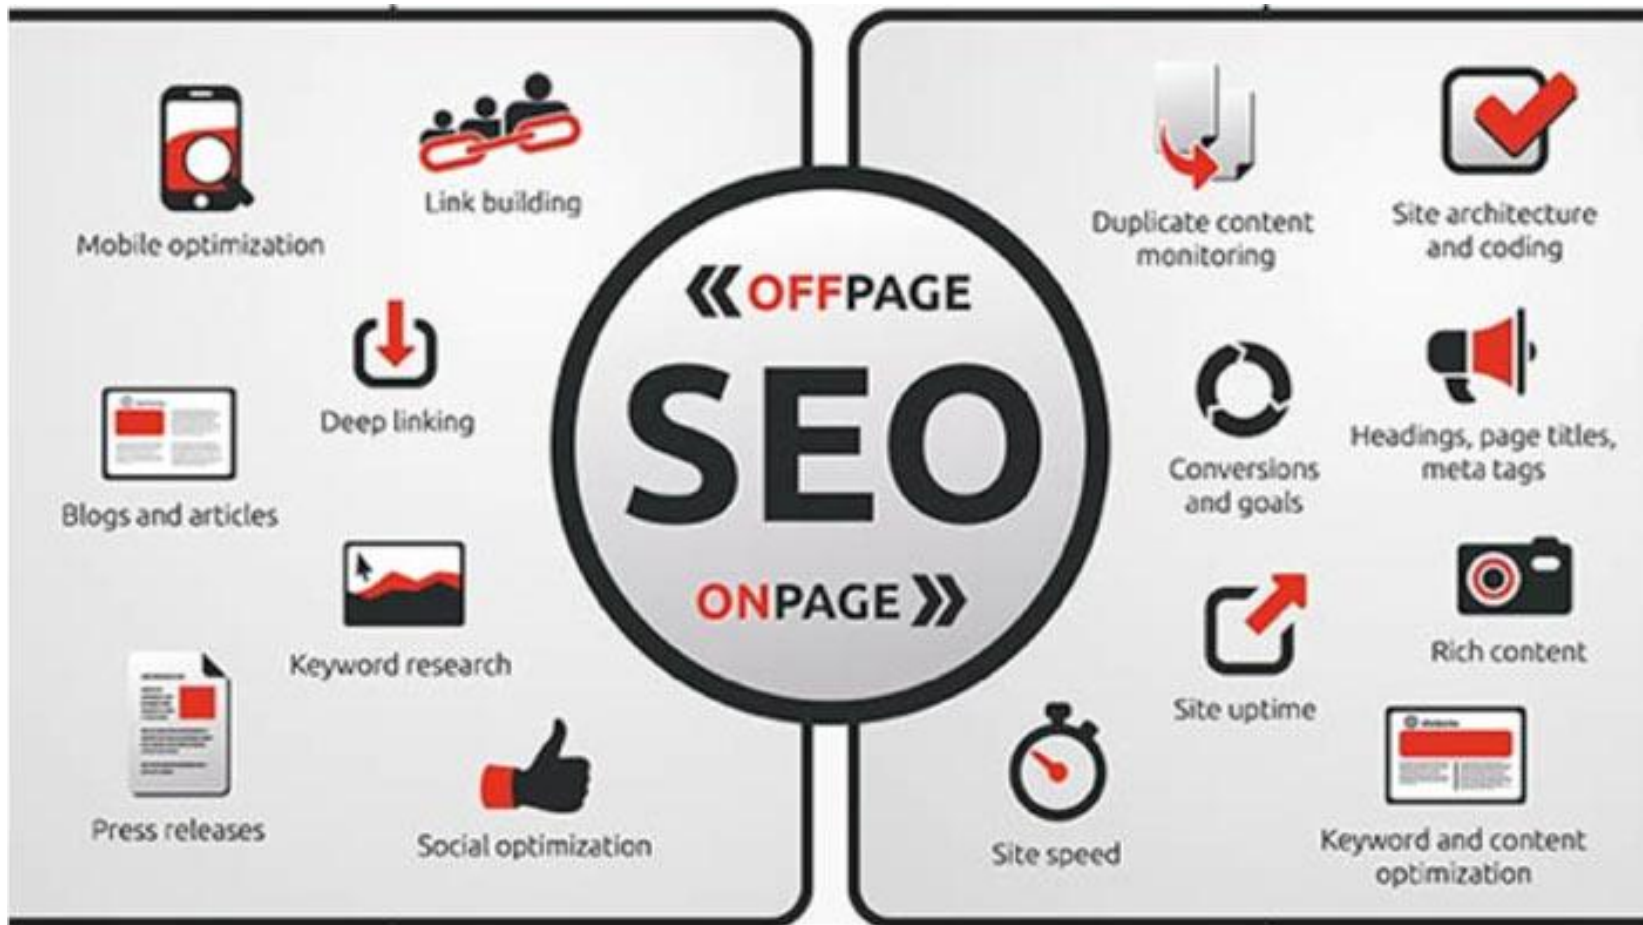 Mobile optimization
Link building
Deep linking
Blogs and articles
Keyword research
Press releases
Social optimization
OFFPAGE
SEO
ONPAGE
Duplicate content
monitoring
Site architecture
and coding
Conversions
and goals
Headings, page titles,
meta tags
Site uptime
Rich content
Site speed
Keyword and content
optimization